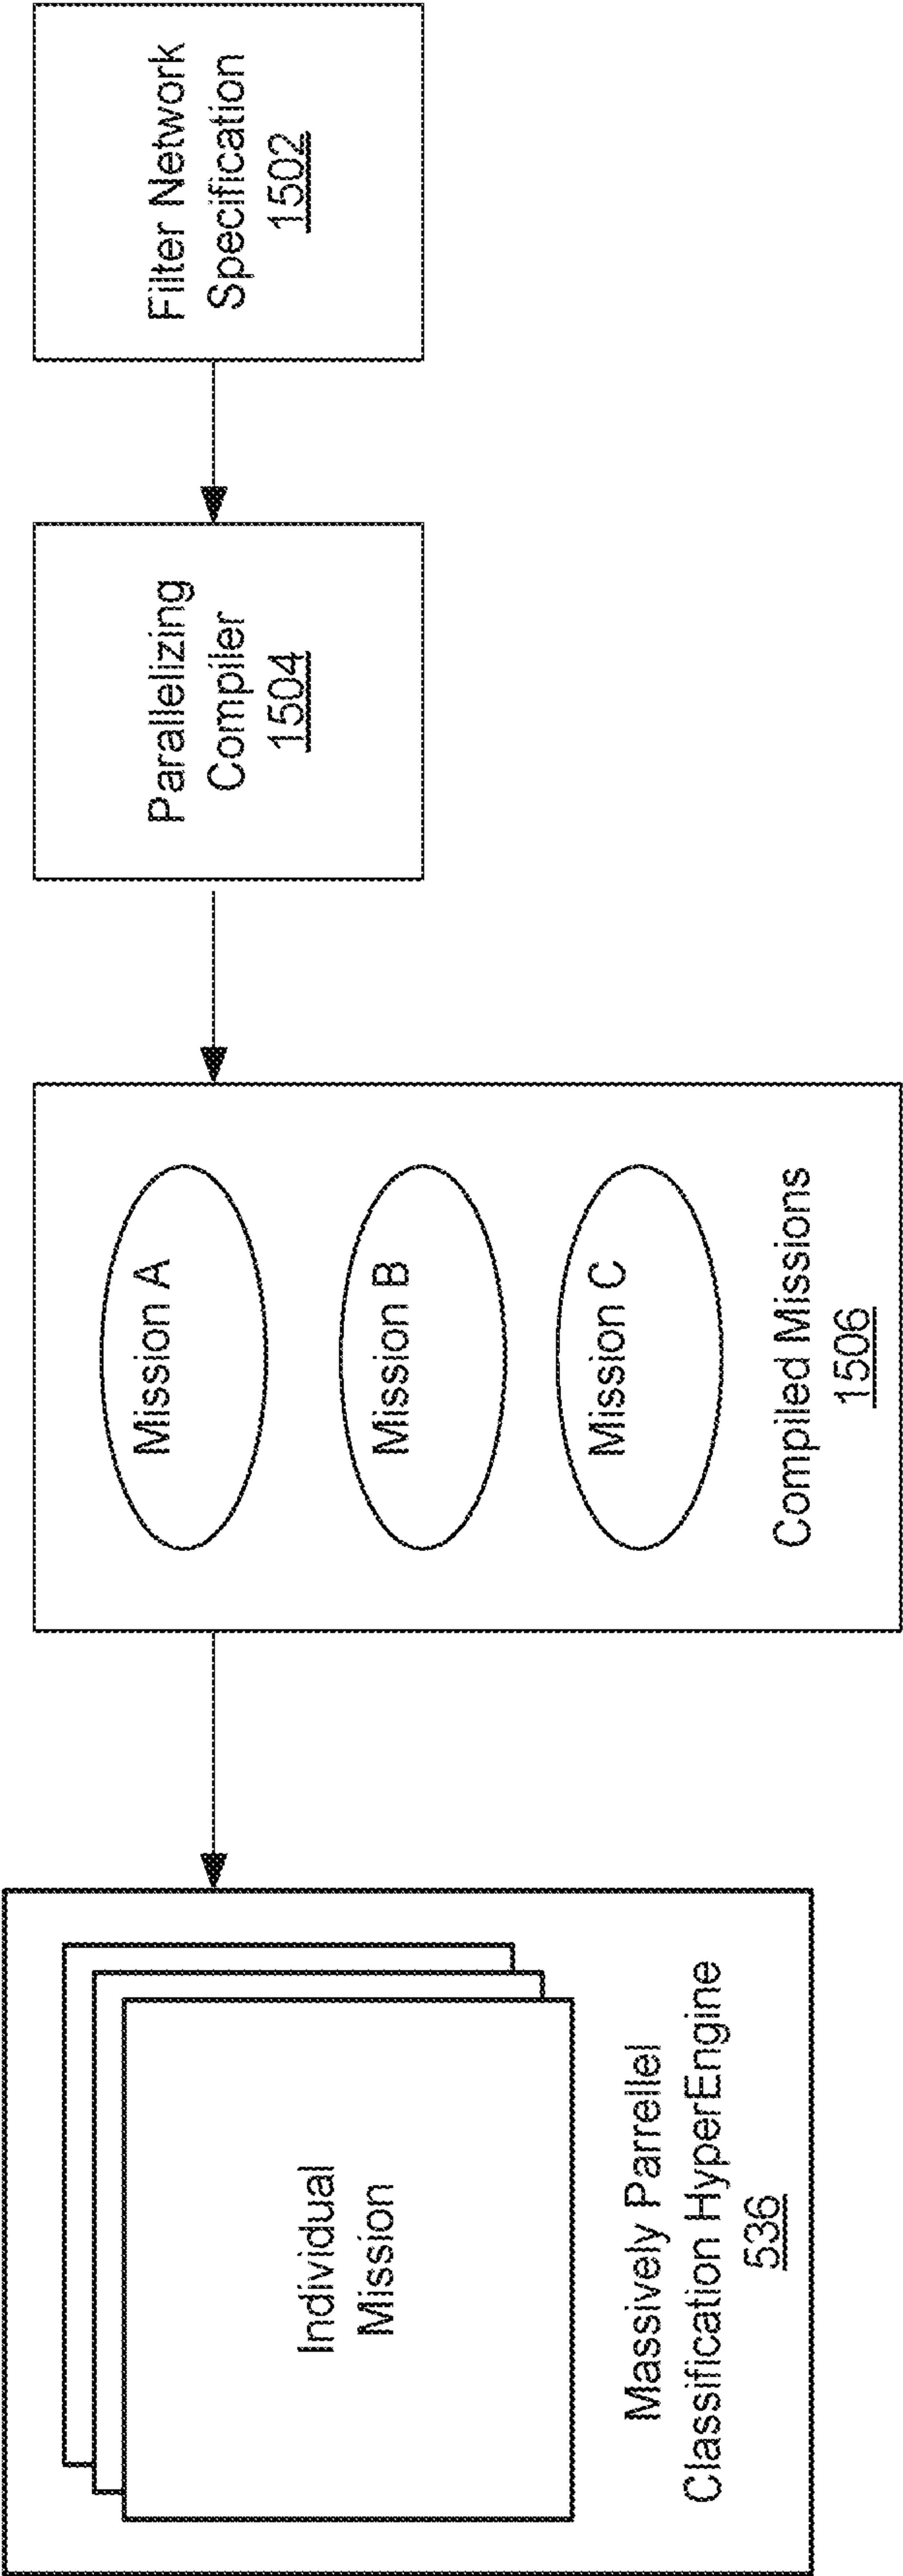 Individual
Mission
Massively Parrellel
Classification HyperEngine
536
Mission A
Mission B
Mission C
Compiled Missions
1506
Parallelizing
Compiler
1504
Filter Network
Specification
1502